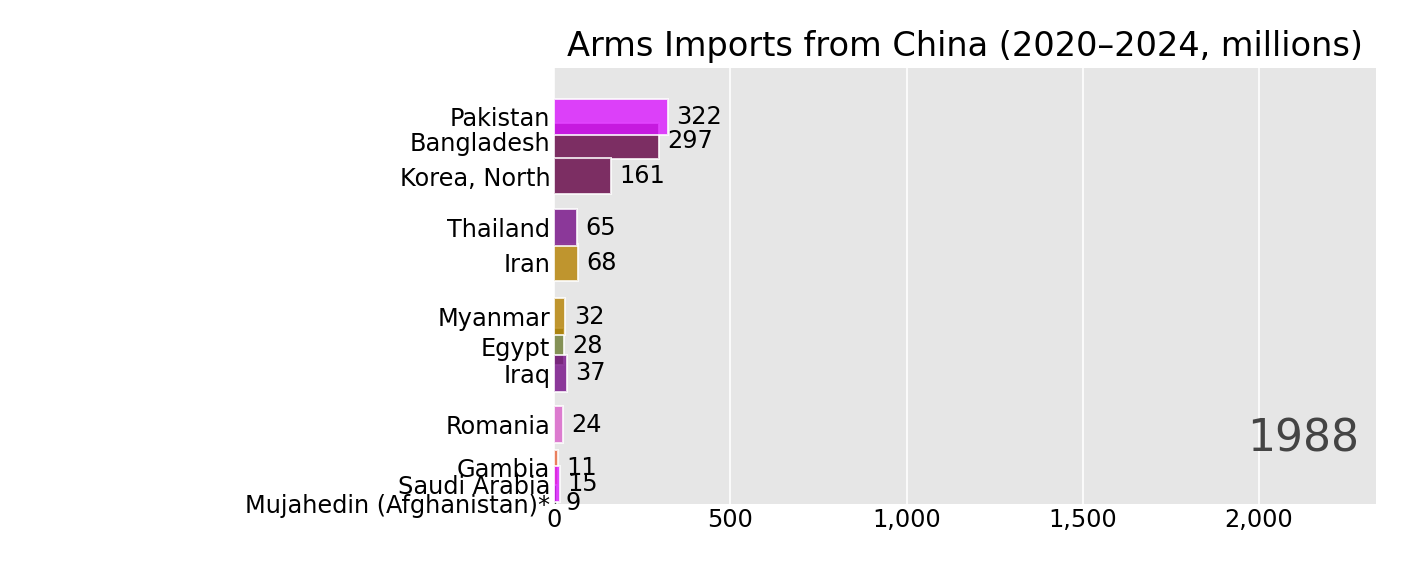 Arms Imports from China (2020–2024, millions)
Pakistan 322
Bangladesh 297
Korea, North 161
Thailand 65
Iran 68
Myanmar 32
Egypt 28
Iraq 37
Romania 24
1988
Gambia 11
Saudi Arabia 15
Mujahedin (Afghanistan)* 9
0 500 1,000 1,500 2,000